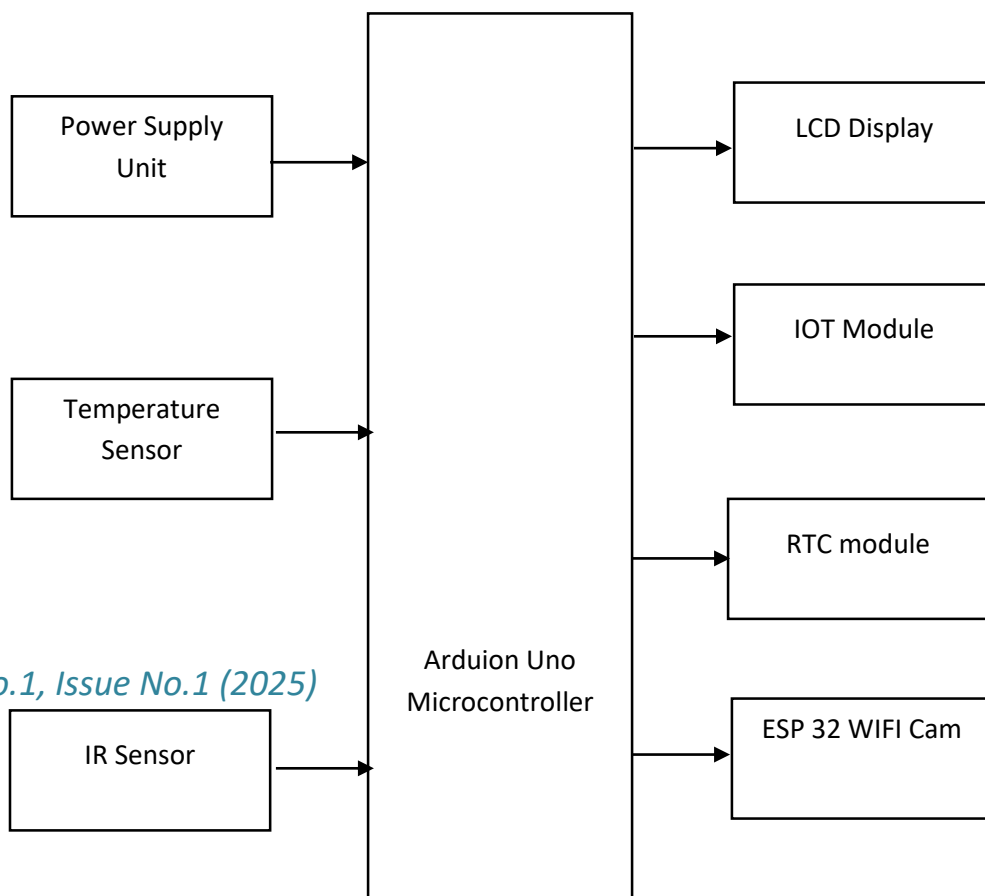 Power Supply
Unit
LCD Display
IOT Module
Temperature
Sensor
RTC module
Arduion Uno
Microcontroller
o.1, Issue No.1 (2025)
IR Sensor
ESP 32 WIFI Cam